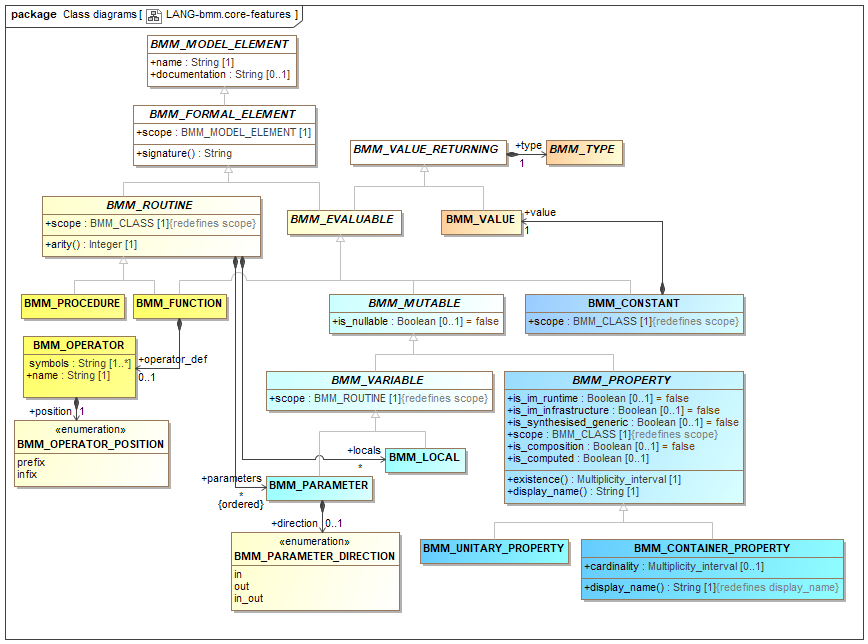 package Class diagrams [ LANG-bmm.core-features ]
BMM_MODEL_ELEMENT
+name : String [1]
+documentation : String [0..1]
BMM_FORMAL_ELEMENT
+scope : BMM_MODEL_ELEMENT [1]
+signature() : String
BMM_VALUE_RETURNING
+type
1
BMM_TYPE
BMM_ROUTINE
+scope : BMM_CLASS [1]{redefines scope}
+arity() : Integer [1]
BMM_EVALUABLE
BMM_VALUE
+value
1
BMM_PROCEDURE
BMM_FUNCTION
BMM_MUTABLE
+is_nullable : Boolean [0..1] = false
BMM_CONSTANT
+scope : BMM_CLASS [1]{redefines scope}
BMM_OPERATOR
symbols : String [1..*]
+name : String [1]
+operator_def
0..1
+position
1
«enumeration»
BMM_OPERATOR_POSITION
prefix
infix
BMM_VARIABLE
+scope : BMM_ROUTINE [1]{redefines scope}
BMM_PROPERTY
+is_im_runtime : Boolean [0..1] = false
+is_im_infrastructure : Boolean [0..1] = false
+is_synthesised_generic : Boolean [0..1] = false
+scope : BMM_CLASS [1]{redefines scope}
+is_composition : Boolean [0..1] = false
+is_computed : Boolean [0..1]
+existence() : Multiplicity_interval [1]
+display_name() : String [1]
+locals
*
BMM_LOCAL
+parameters
*
{ordered}
BMM_PARAMETER
+direction
0..1
«enumeration»
BMM_PARAMETER_DIRECTION
in
out
in_out
BMM_UNITARY_PROPERTY
BMM_CONTAINER_PROPERTY
+cardinality : Multiplicity_interval [0..1]
+display_name() : String [1]{redefines display_name}